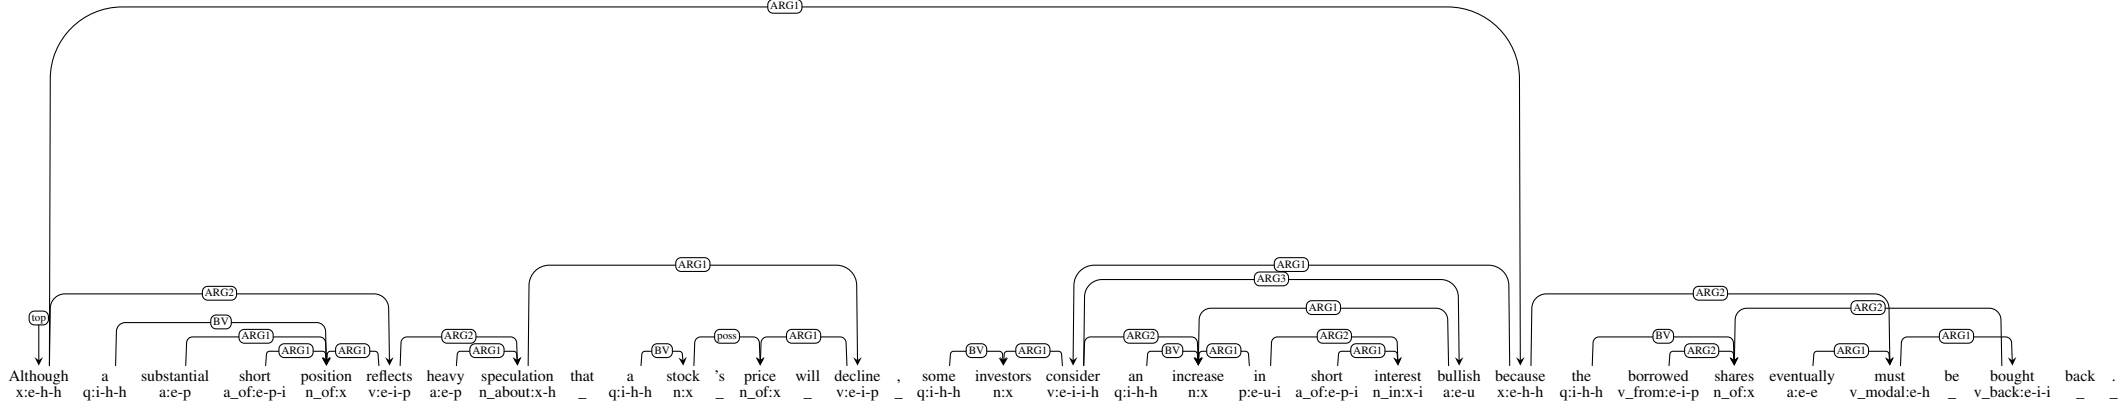 ARG1
ARG1
ARG1
ARG3
ARG2 ARG2
top ARG1 ARG2
BV
ARG1 ARG2 ARG1 poss ARG1 ARG2 ARG2 BV ARG1
ARG1 ARG1 ARG1 BV BV ARG1 BV ARG1 ARG1 ARG2 ARG1
Although a substantial short position reflects heavy speculation that a stock 's price will decline , some investors consider an increase in short interest bullish because the borrowed shares eventually must be bought back .
x:e-h-h q:i-h-h a:e-p a_of:e-p-i n_of:x v:e-i-p a:e-p n_about:x-h _ q:i-h-h n:x _ n_of:x _ v:e-i-p _ q:i-h-h n:x v:e-i-i-h q:i-h-h n:x p:e-u-i a_of:e-p-i n_in:x-i a:e-u x:e-h-h q:i-h-h v_from:e-i-p n_of:x a:e-e v_modal:e-h _ v_back:e-i-i _ _